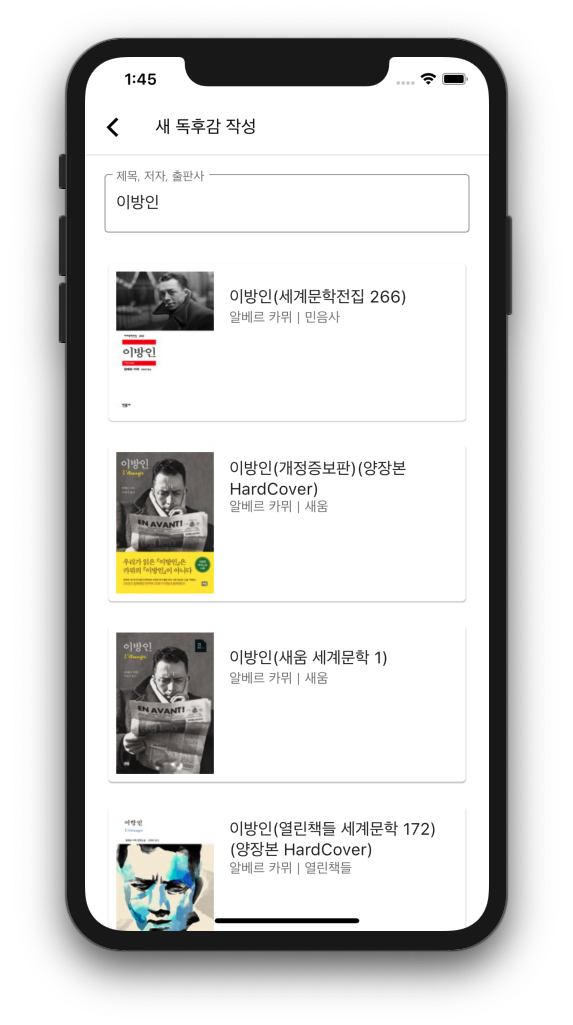 1:45
새 독후감 작성
제목, 저자, 출판사
이방인
이방인(세계문학전집 266)
알베르 카뮈 | 민음사
이방인
이방인(개정증보판)(양장본
HardCover)
알베르 카뮈 | 새움
이방인
L'étranger
EN AVANT!
우리가 읽은 『이방인』은
카뮈의 『이방인』이 아니다
이방인(새움 세계문학 1)
알베르 카뮈 | 새움
이방인
L'étranger
EN AVANT!
이방인(열린책들 세계문학 172)
(양장본 HardCover)
알베르 카뮈 | 열린책들
이방인